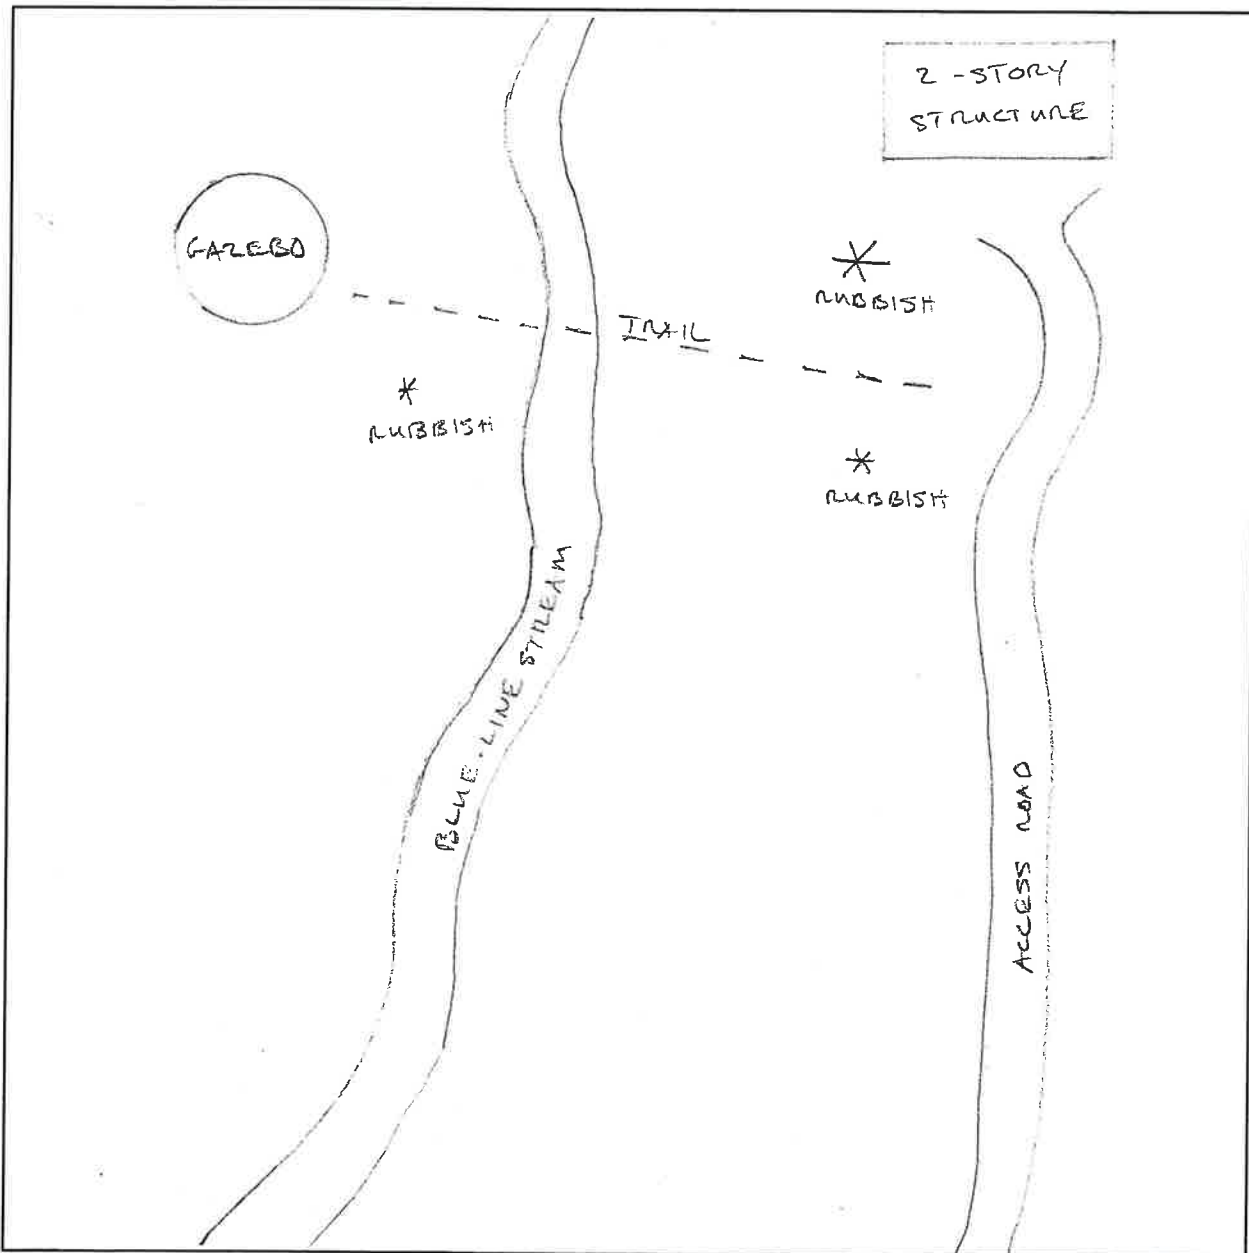 2 - STORY
STRUCTURE
GAZEBO
RUBBISH
TRAIL
RUBBISH
RUBBISH
BLUE-LINE STREAM
ACCESS ROAD